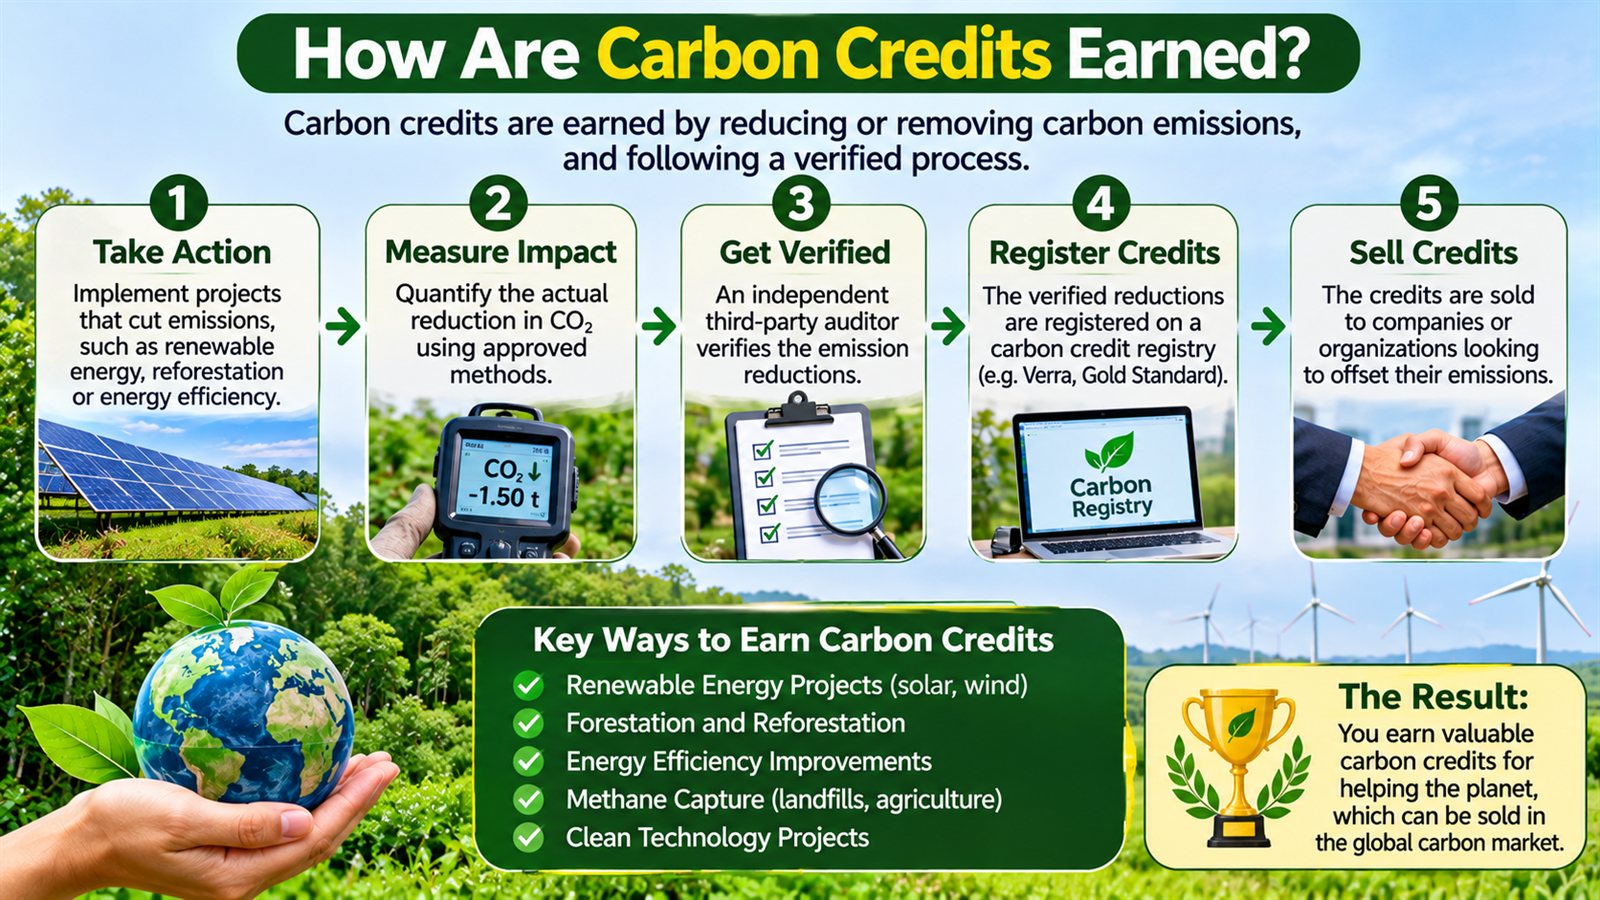 How Are Carbon Credits Earned?
Carbon credits are earned by reducing or removing carbon emissions,
and following a verified process.
1
Take Action
Implement projects
that cut emissions,
such as renewable
energy, reforestation
or energy efficiency.
2
Measure Impact
Quantify the actual
reduction in CO₂
using approved
methods.
CO₂ ↓
-1.50 t
3
Get Verified
An independent
third-party auditor
verifies the emission
reductions.
4
Register Credits
The verified reductions
are registered on a
carbon credit registry
(e.g. Verra, Gold Standard).
Carbon
Registry
5
Sell Credits
The credits are sold
to companies or
organizations looking
to offset their emissions.
Key Ways to Earn Carbon Credits
Renewable Energy Projects (solar, wind)
Forestation and Reforestation
Energy Efficiency Improvements
Methane Capture (landfills, agriculture)
Clean Technology Projects
The Result:
You earn valuable
carbon credits for
helping the planet,
which can be sold in
the global carbon market.